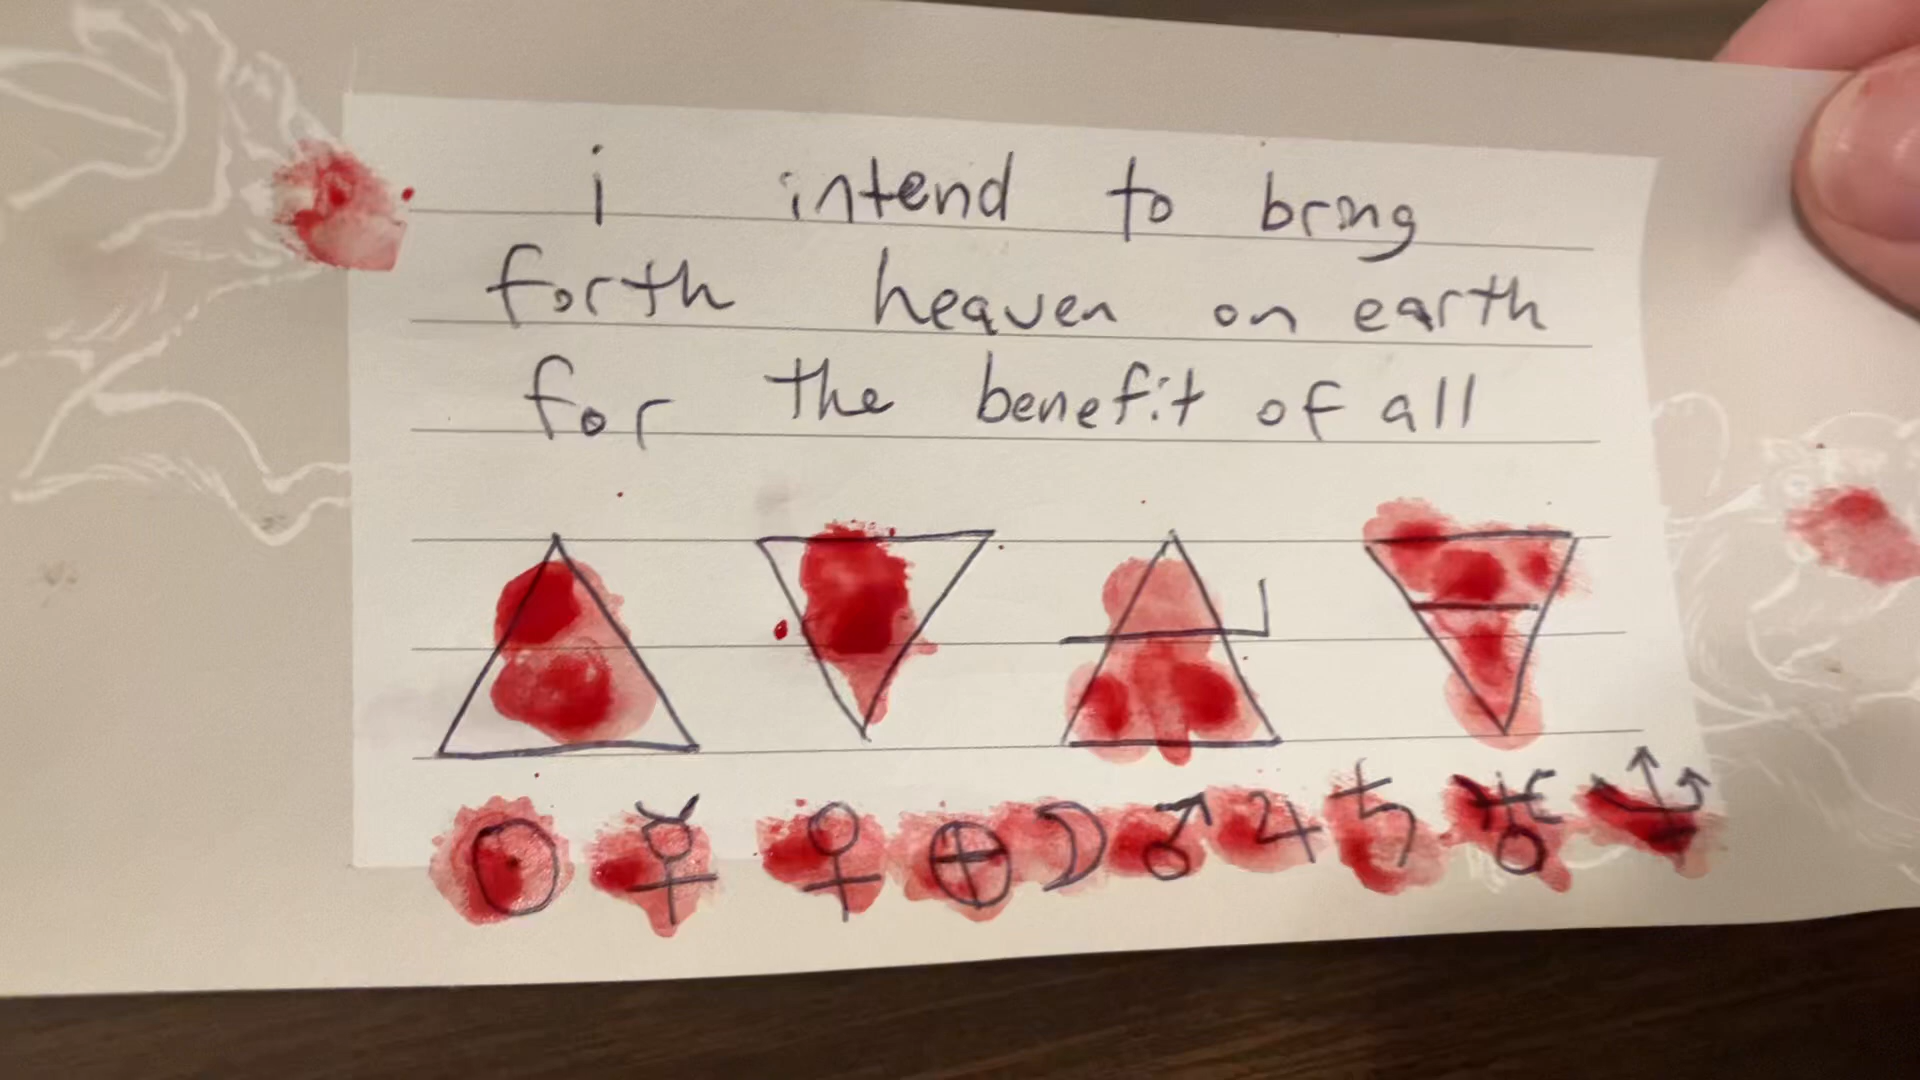 i intend to bring
forth heaven on earth
for the benefit of all